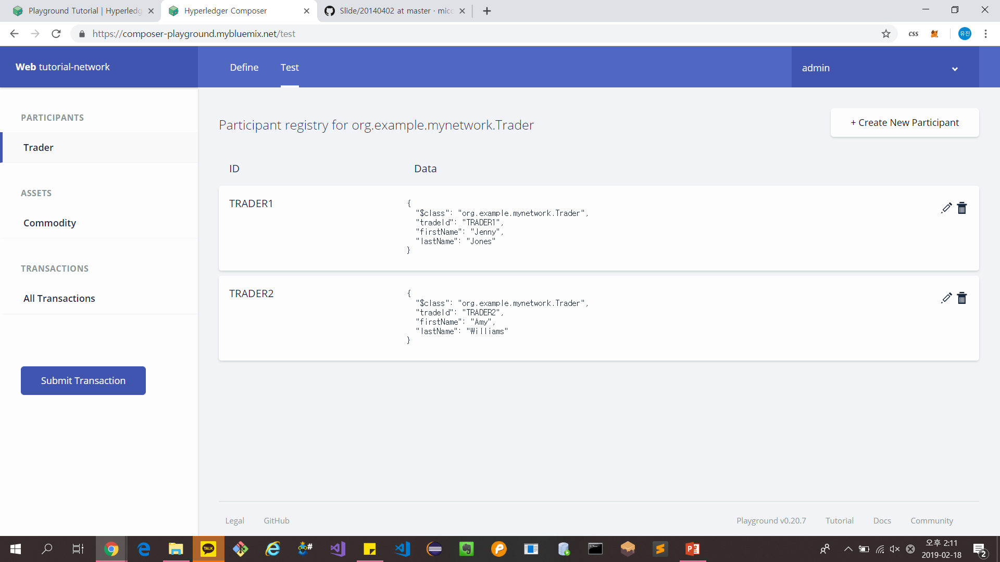 Playground Tutorial | Hyperledg
Hyperledger Composer
Slide/20140402 at master · micc
https://composer-playground.mybluemix.net/test
css
유진
Web tutorial-network
Define
Test
admin
PARTICIPANTS
Trader
ASSETS
Commodity
TRANSACTIONS
All Transactions
Submit Transaction
Participant registry for org.example.mynetwork.Trader
+ Create New Participant
ID
Data
TRADER1
{
"$class": "org.example.mynetwork.Trader",
"tradeId": "TRADER1",
"firstName": "Jenny",
"lastName": "Jones"
}
TRADER2
{
"$class": "org.example.mynetwork.Trader",
"tradeId": "TRADER2",
"firstName": "Amy",
"lastName": "Williams"
}
Legal
GitHub
Playground v0.20.7
Tutorial
Docs
Community
TALK
오후 2:11
2019-02-18
2